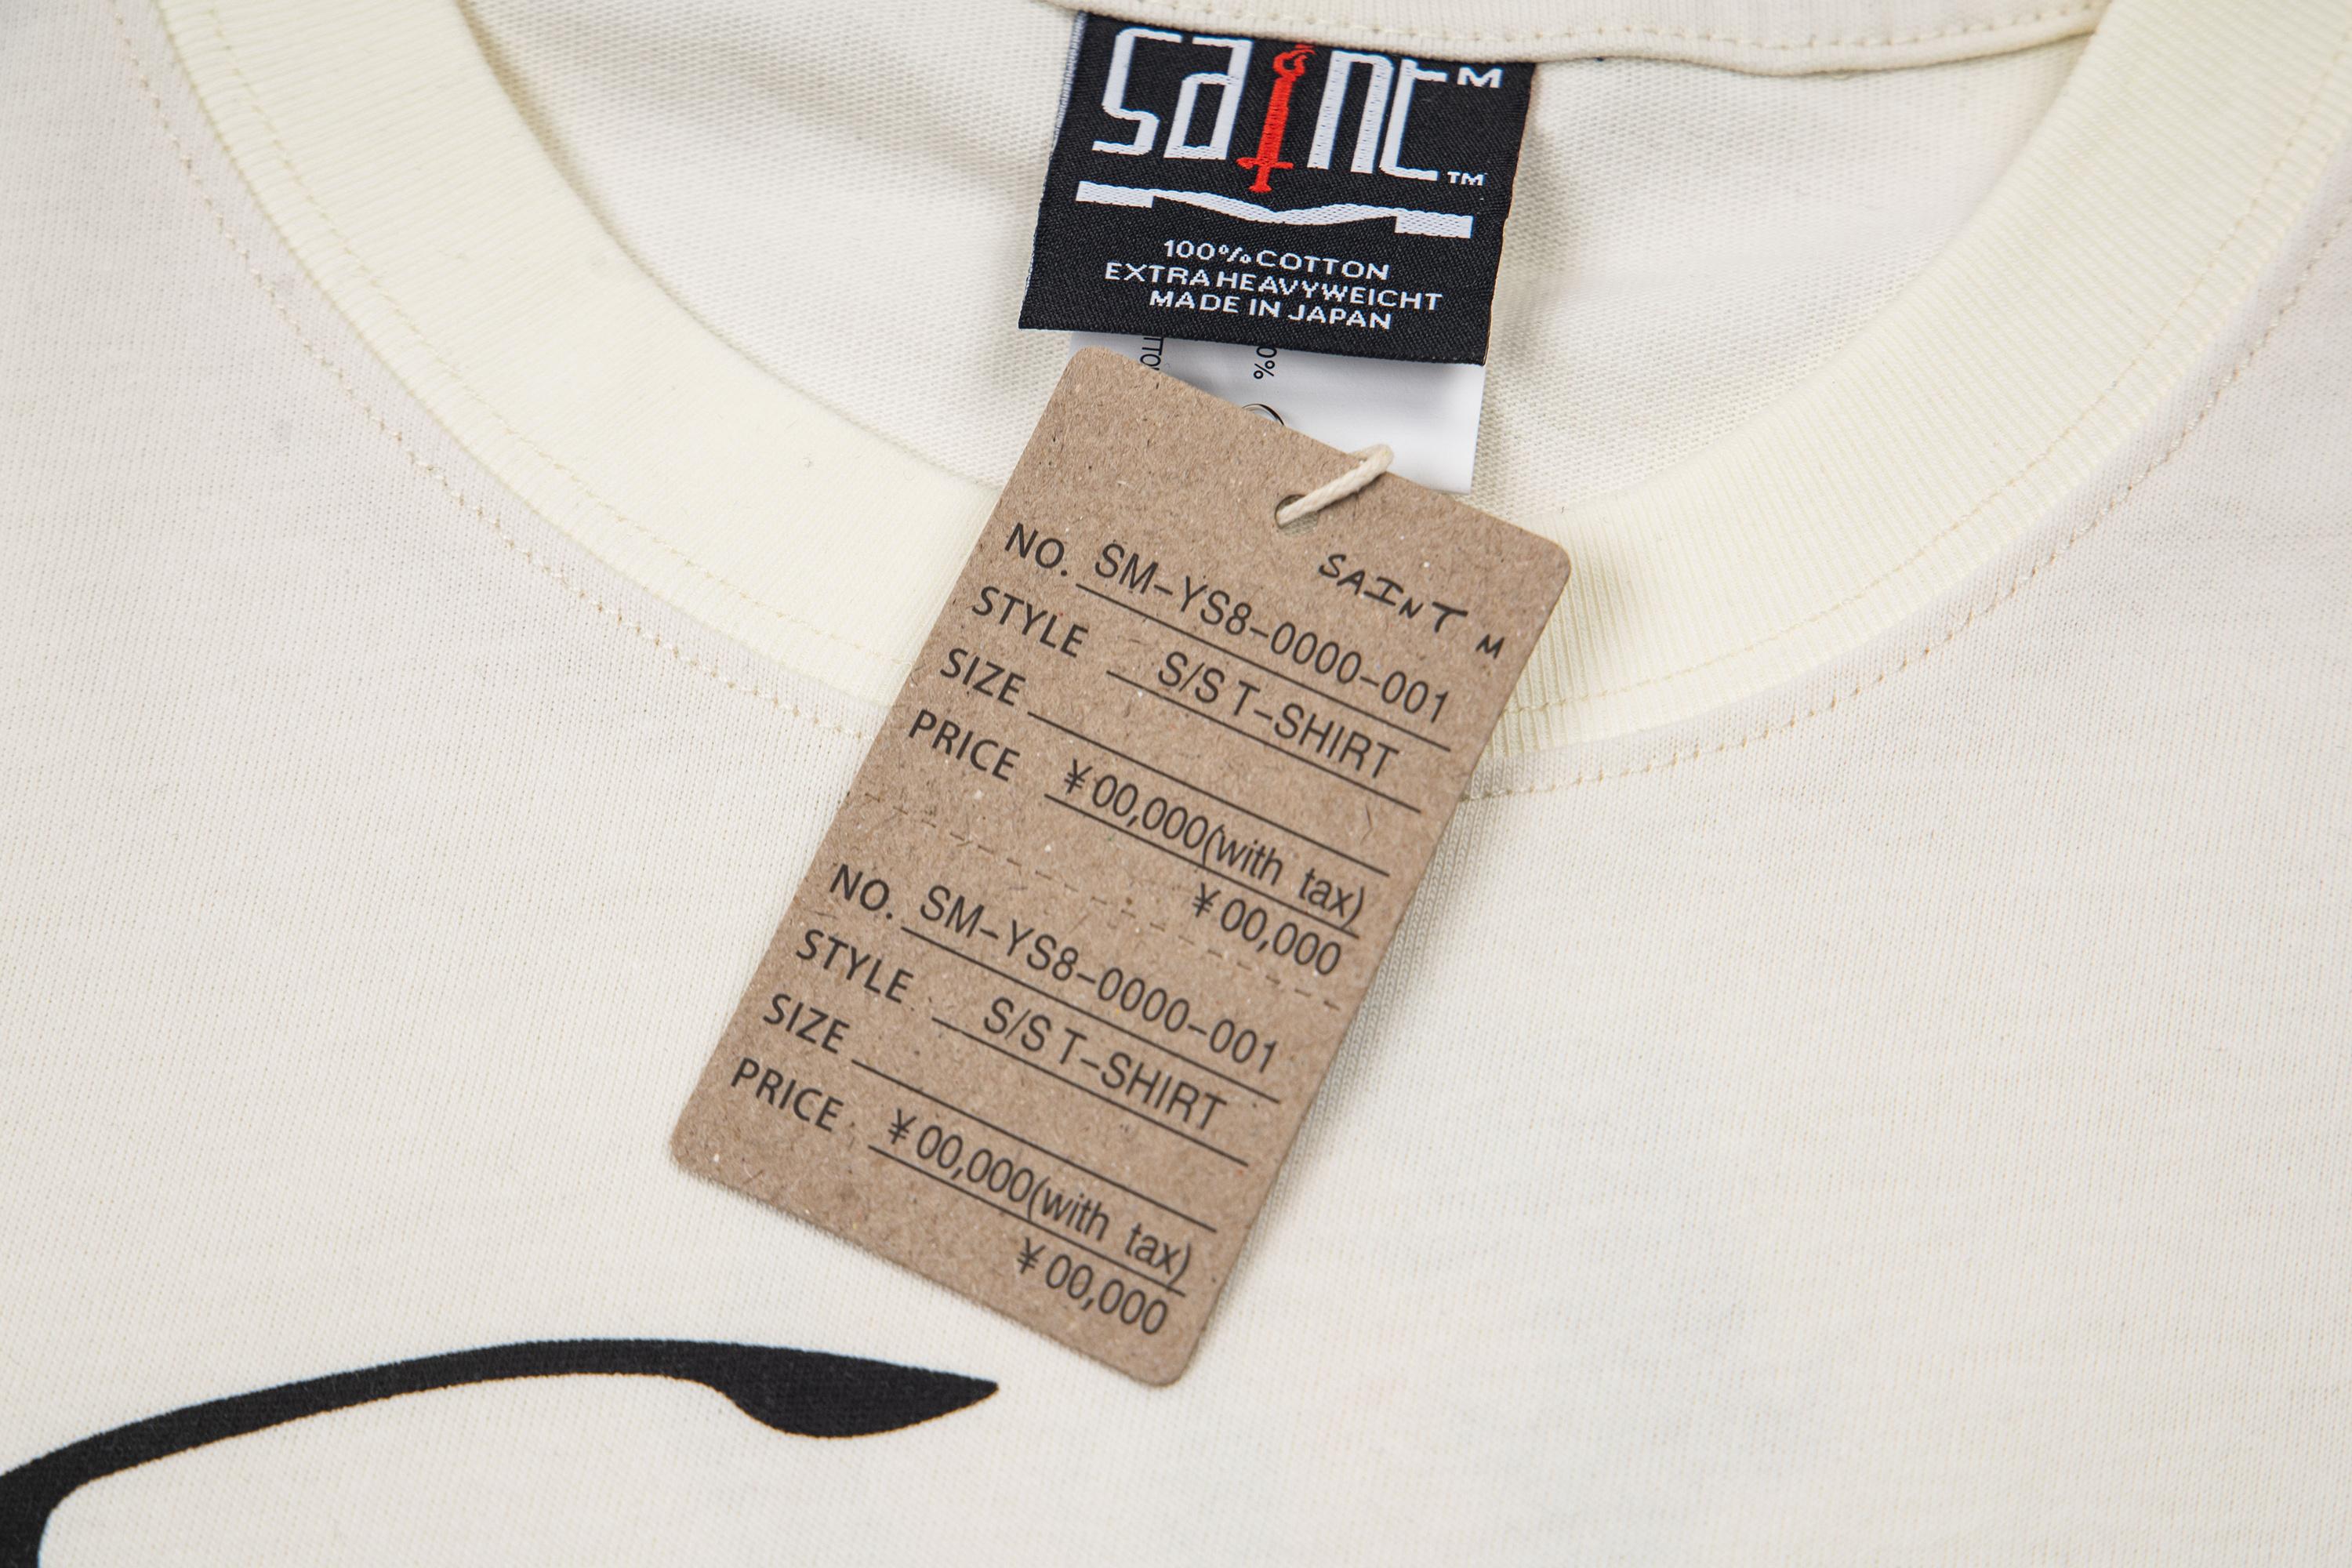 saint M
TM
100% COTTON
EXTRA HEAVYWEICHT
MADE IN JAPAN
0%
SAINT M
NO. SM-YS8-0000-001
STYLE S/S T-SHIRT
SIZE
PRICE ¥00,000(with tax)
¥00,000
NO. SM-YS8-0000-001
STYLE S/S T-SHIRT
SIZE
PRICE ¥00,000(with tax)
¥00,000